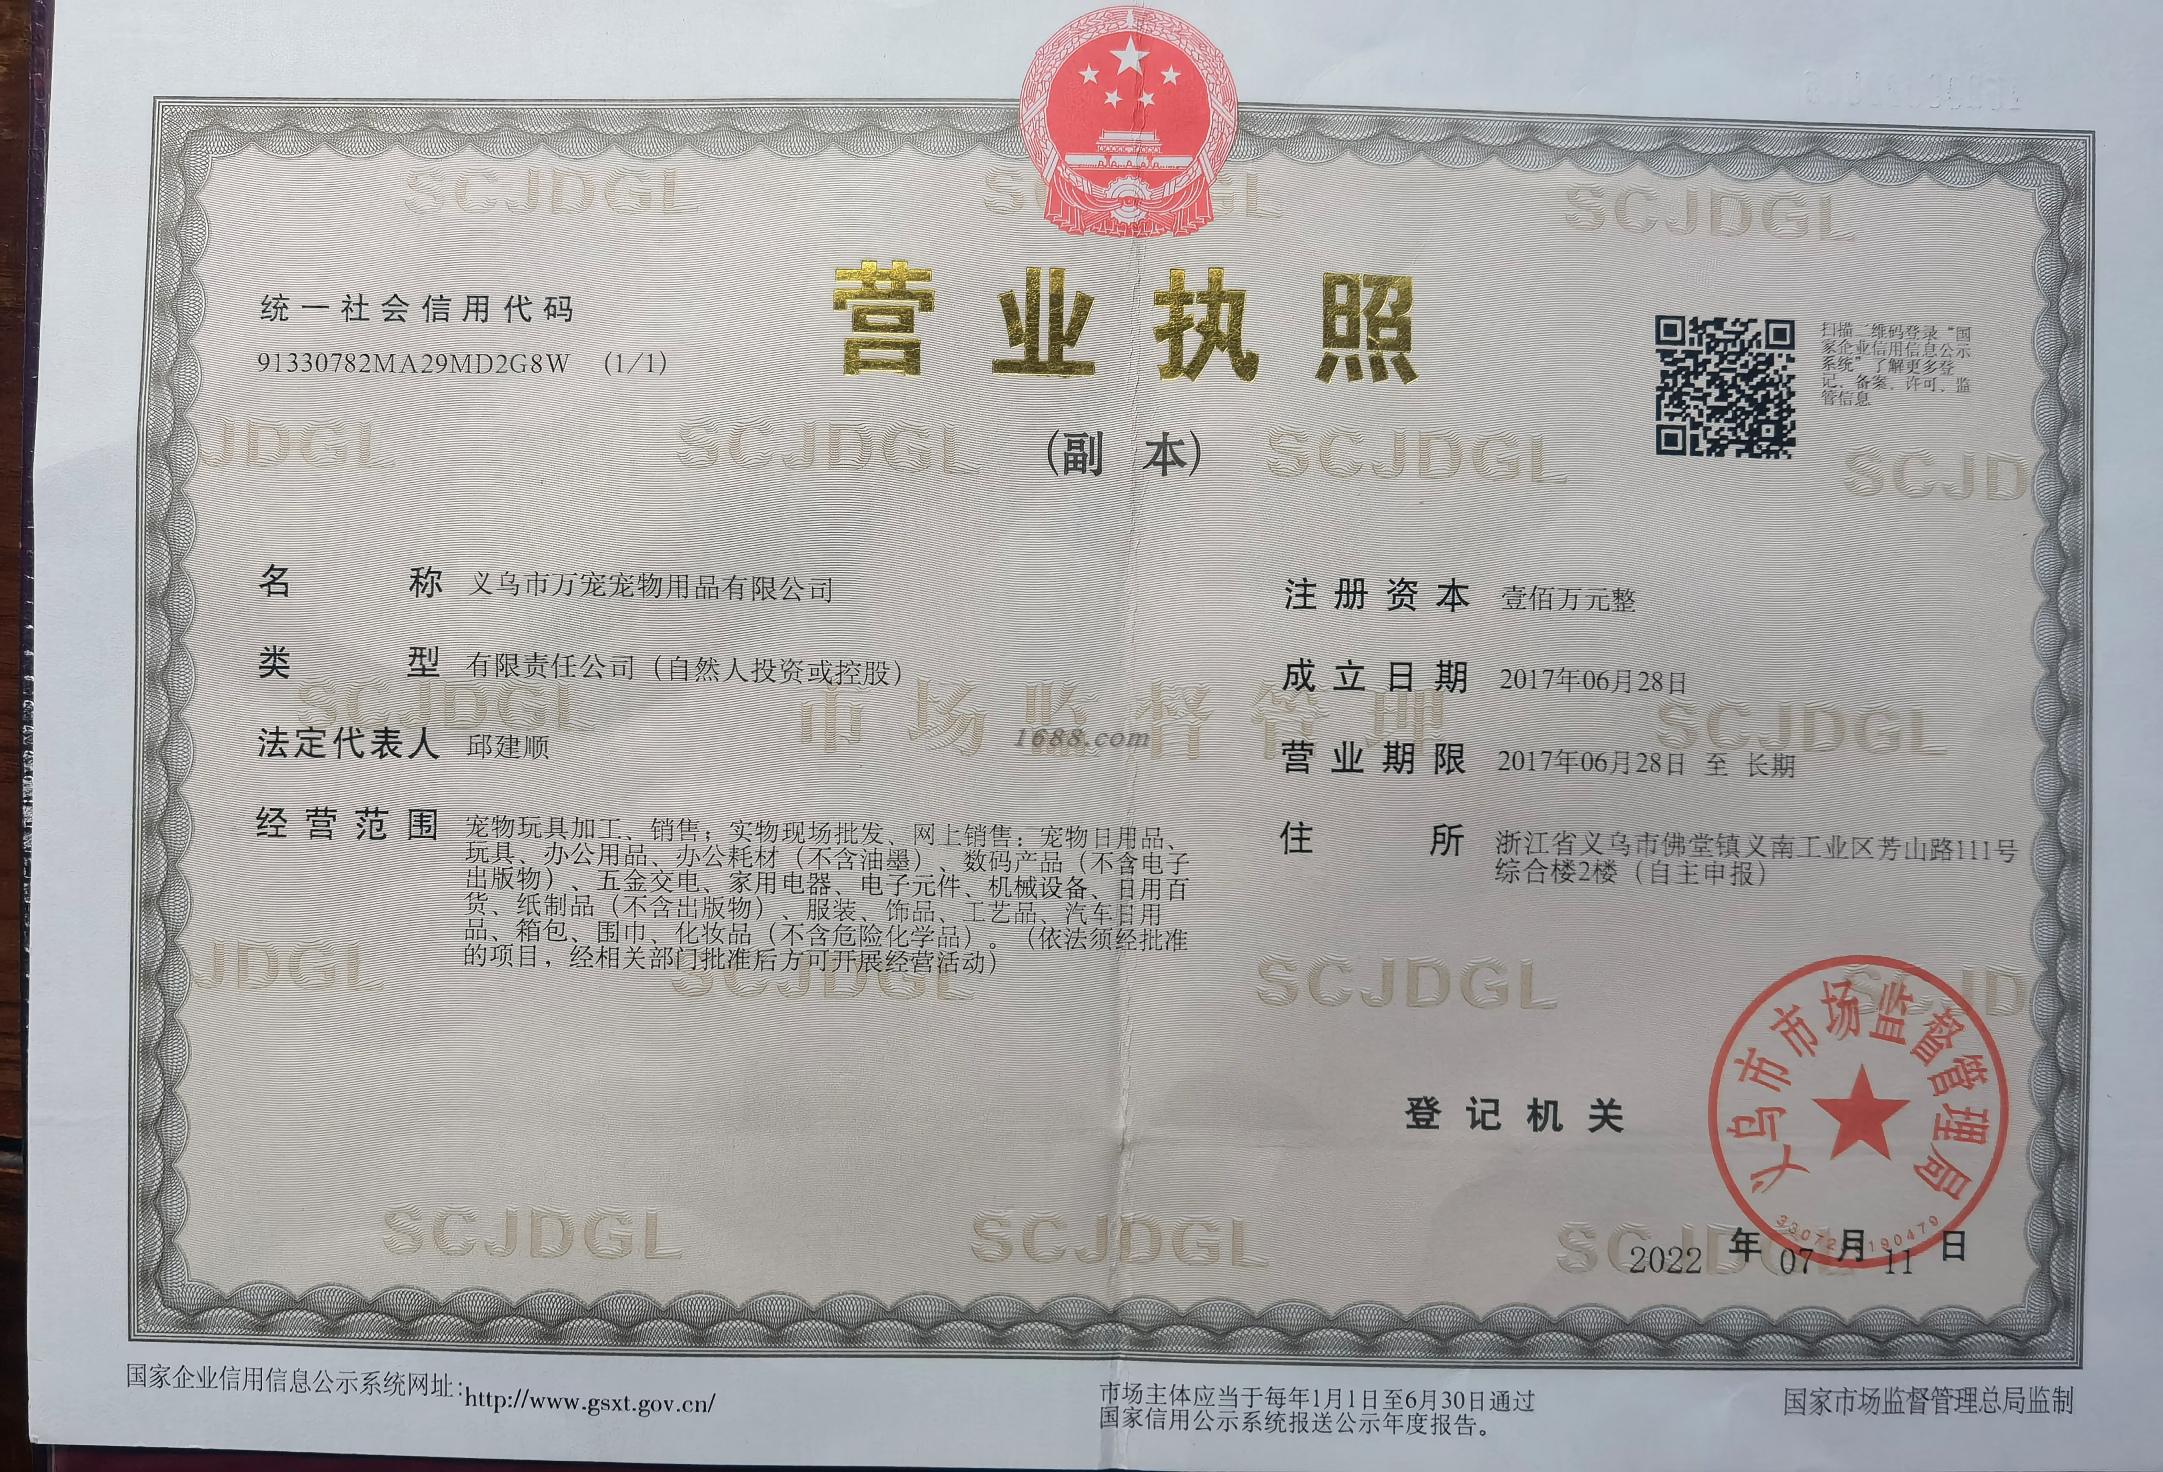 统一社会信用代码
91330782MA29MD2G8W (1/1)
营业执照
(副 本)
扫描二维码登录“国
家企业信用信息公示
系统”了解更多登
记、备案、许可、监
管信息
名 称 义乌市万宠宠物用品有限公司
类 型 有限责任公司（自然人投资或控股）
法定代表人 邱建顺
经营范围 宠物玩具加工、销售；实物现场批发、网上销售：宠物日用品、
玩具、办公用品、办公耗材（不含油墨）、数码产品（不含电子
出版物）、五金交电、家用电器、电子元件、机械设备、日用百
货、纸制品（不含出版物）、服装、饰品、工艺品、汽车日用
品、箱包、围巾、化妆品（不含危险化学品）。（依法须经批准
的项目，经相关部门批准后方可开展经营活动）
注册资本 壹佰万元整
成立日期 2017年06月28日
营业期限 2017年06月28日 至 长期
住 所 浙江省义乌市佛堂镇义南工业区芳山路111号
综合楼2楼（自主申报）
SCJDGL
市场监督管理
1688.com
登记机关
义乌市市场监督管理局
2022 年 07 月 11 日
国家企业信用信息公示系统网址：http://www.gsxt.gov.cn/
市场主体应当于每年1月1日至6月30日通过
国家信用公示系统报送公示年度报告。
国家市场监督管理总局监制